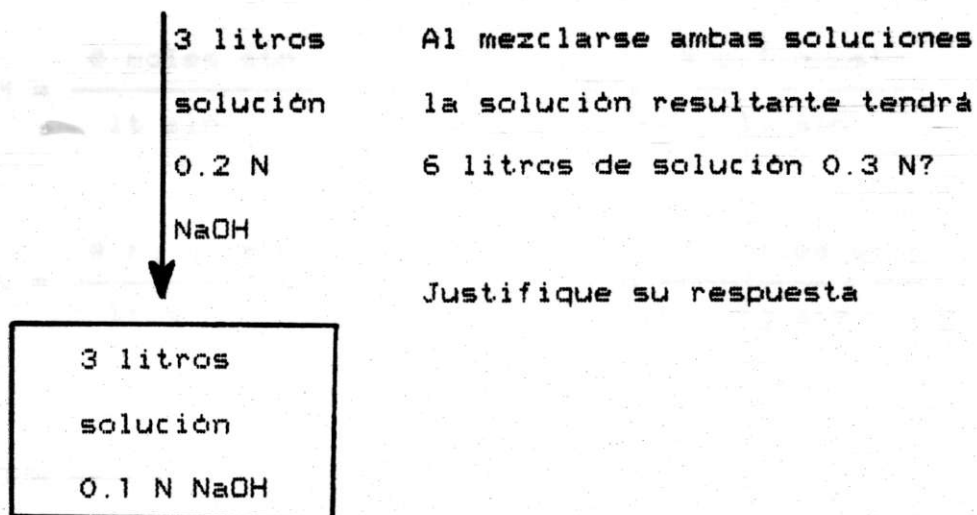 3 litros
solución
0.2 N
NaOH
Al mezclarse ambas soluciones
la solución resultante tendrá
6 litros de solución 0.3 N?
Justifique su respuesta
3 litros
solución
0.1 N NaOH